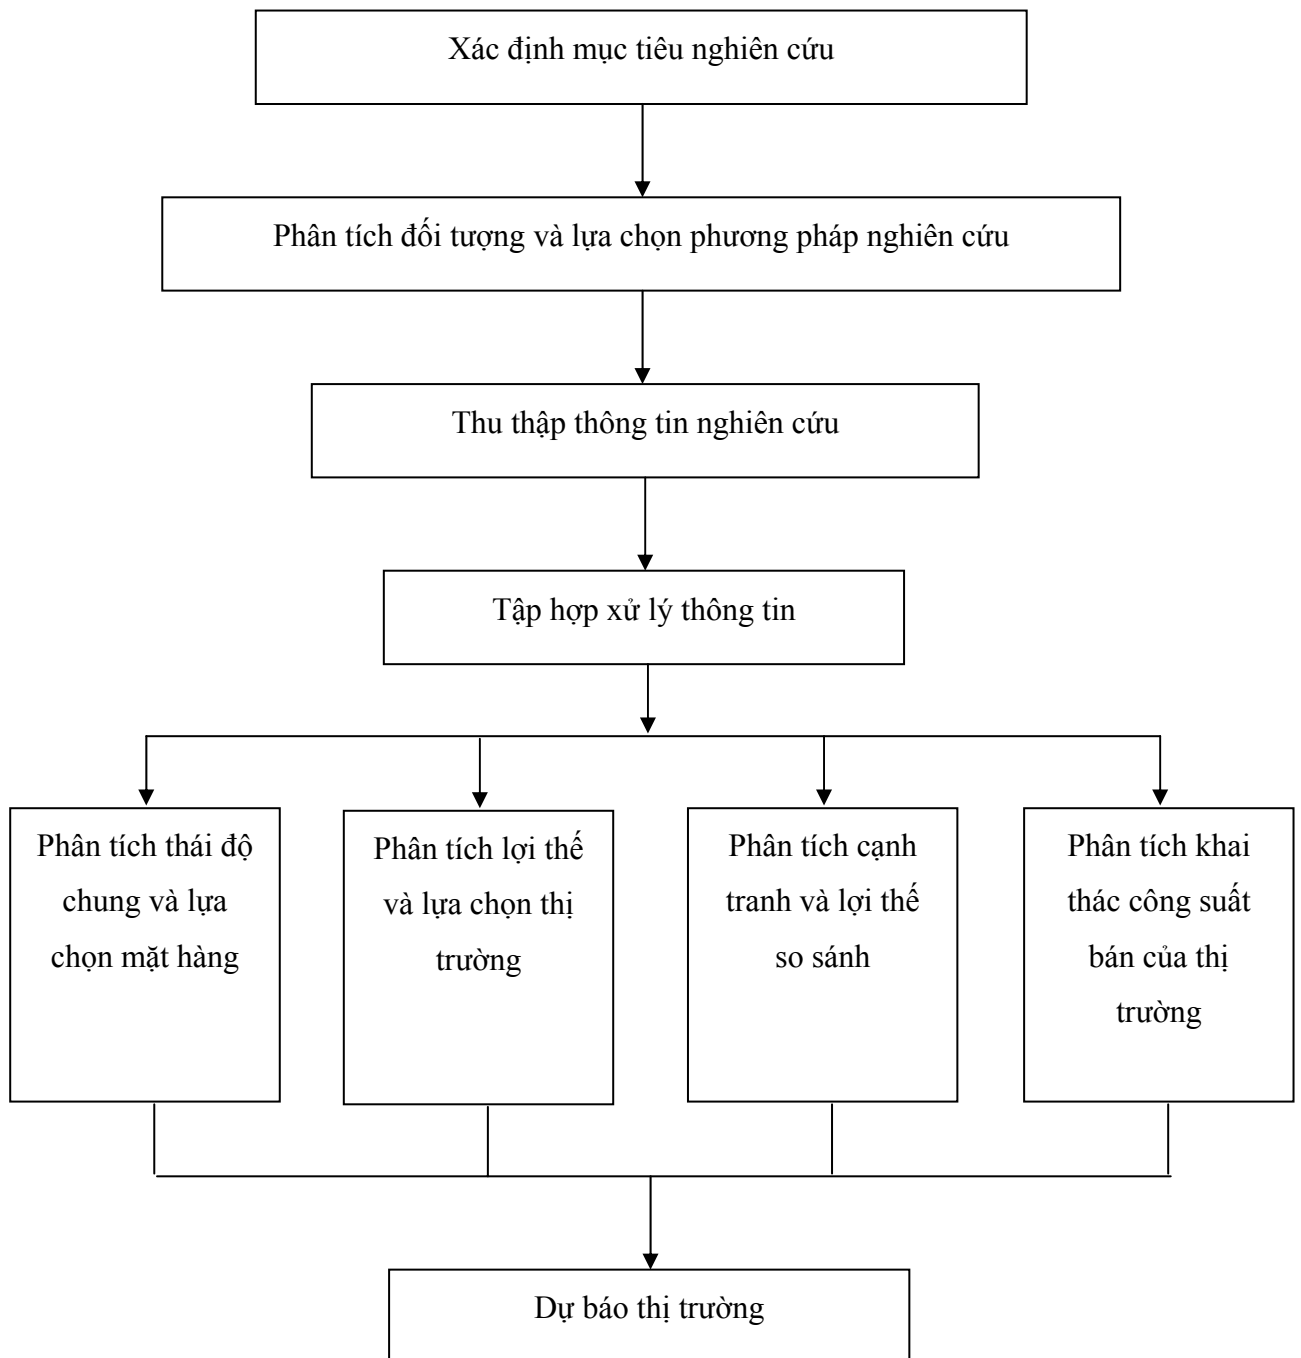 Xác định mục tiêu nghiên cứu
Phân tích đối tượng và lựa chọn phương pháp nghiên cứu
Thu thập thông tin nghiên cứu
Tập hợp xử lý thông tin
Phân tích thái độ
chung và lựa
chọn mặt hàng
Phân tích lợi thế
và lựa chọn thị
trường
Phân tích cạnh
tranh và lợi thế
so sánh
Phân tích khai
thác công suất
bán của thị
trường
Dự báo thị trường